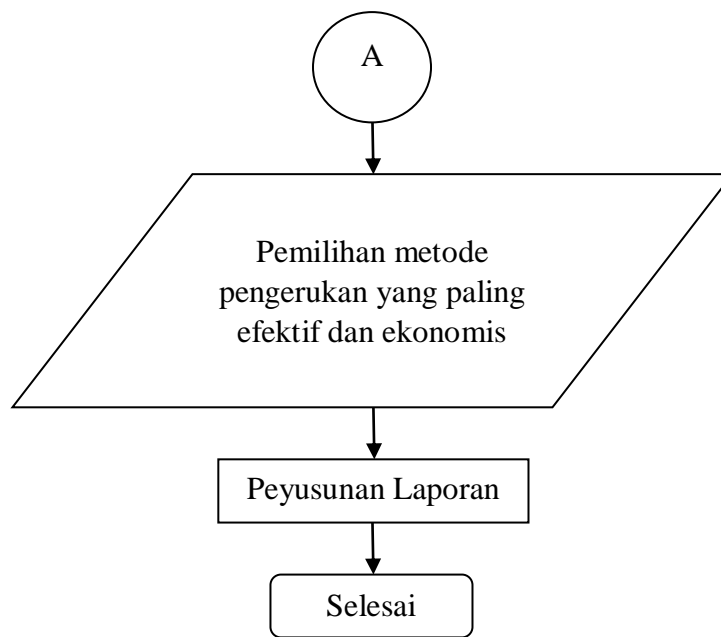 A
Pemilihan metode
pengerukan yang paling
efektif dan ekonomis
Peyusunan Laporan
Selesai